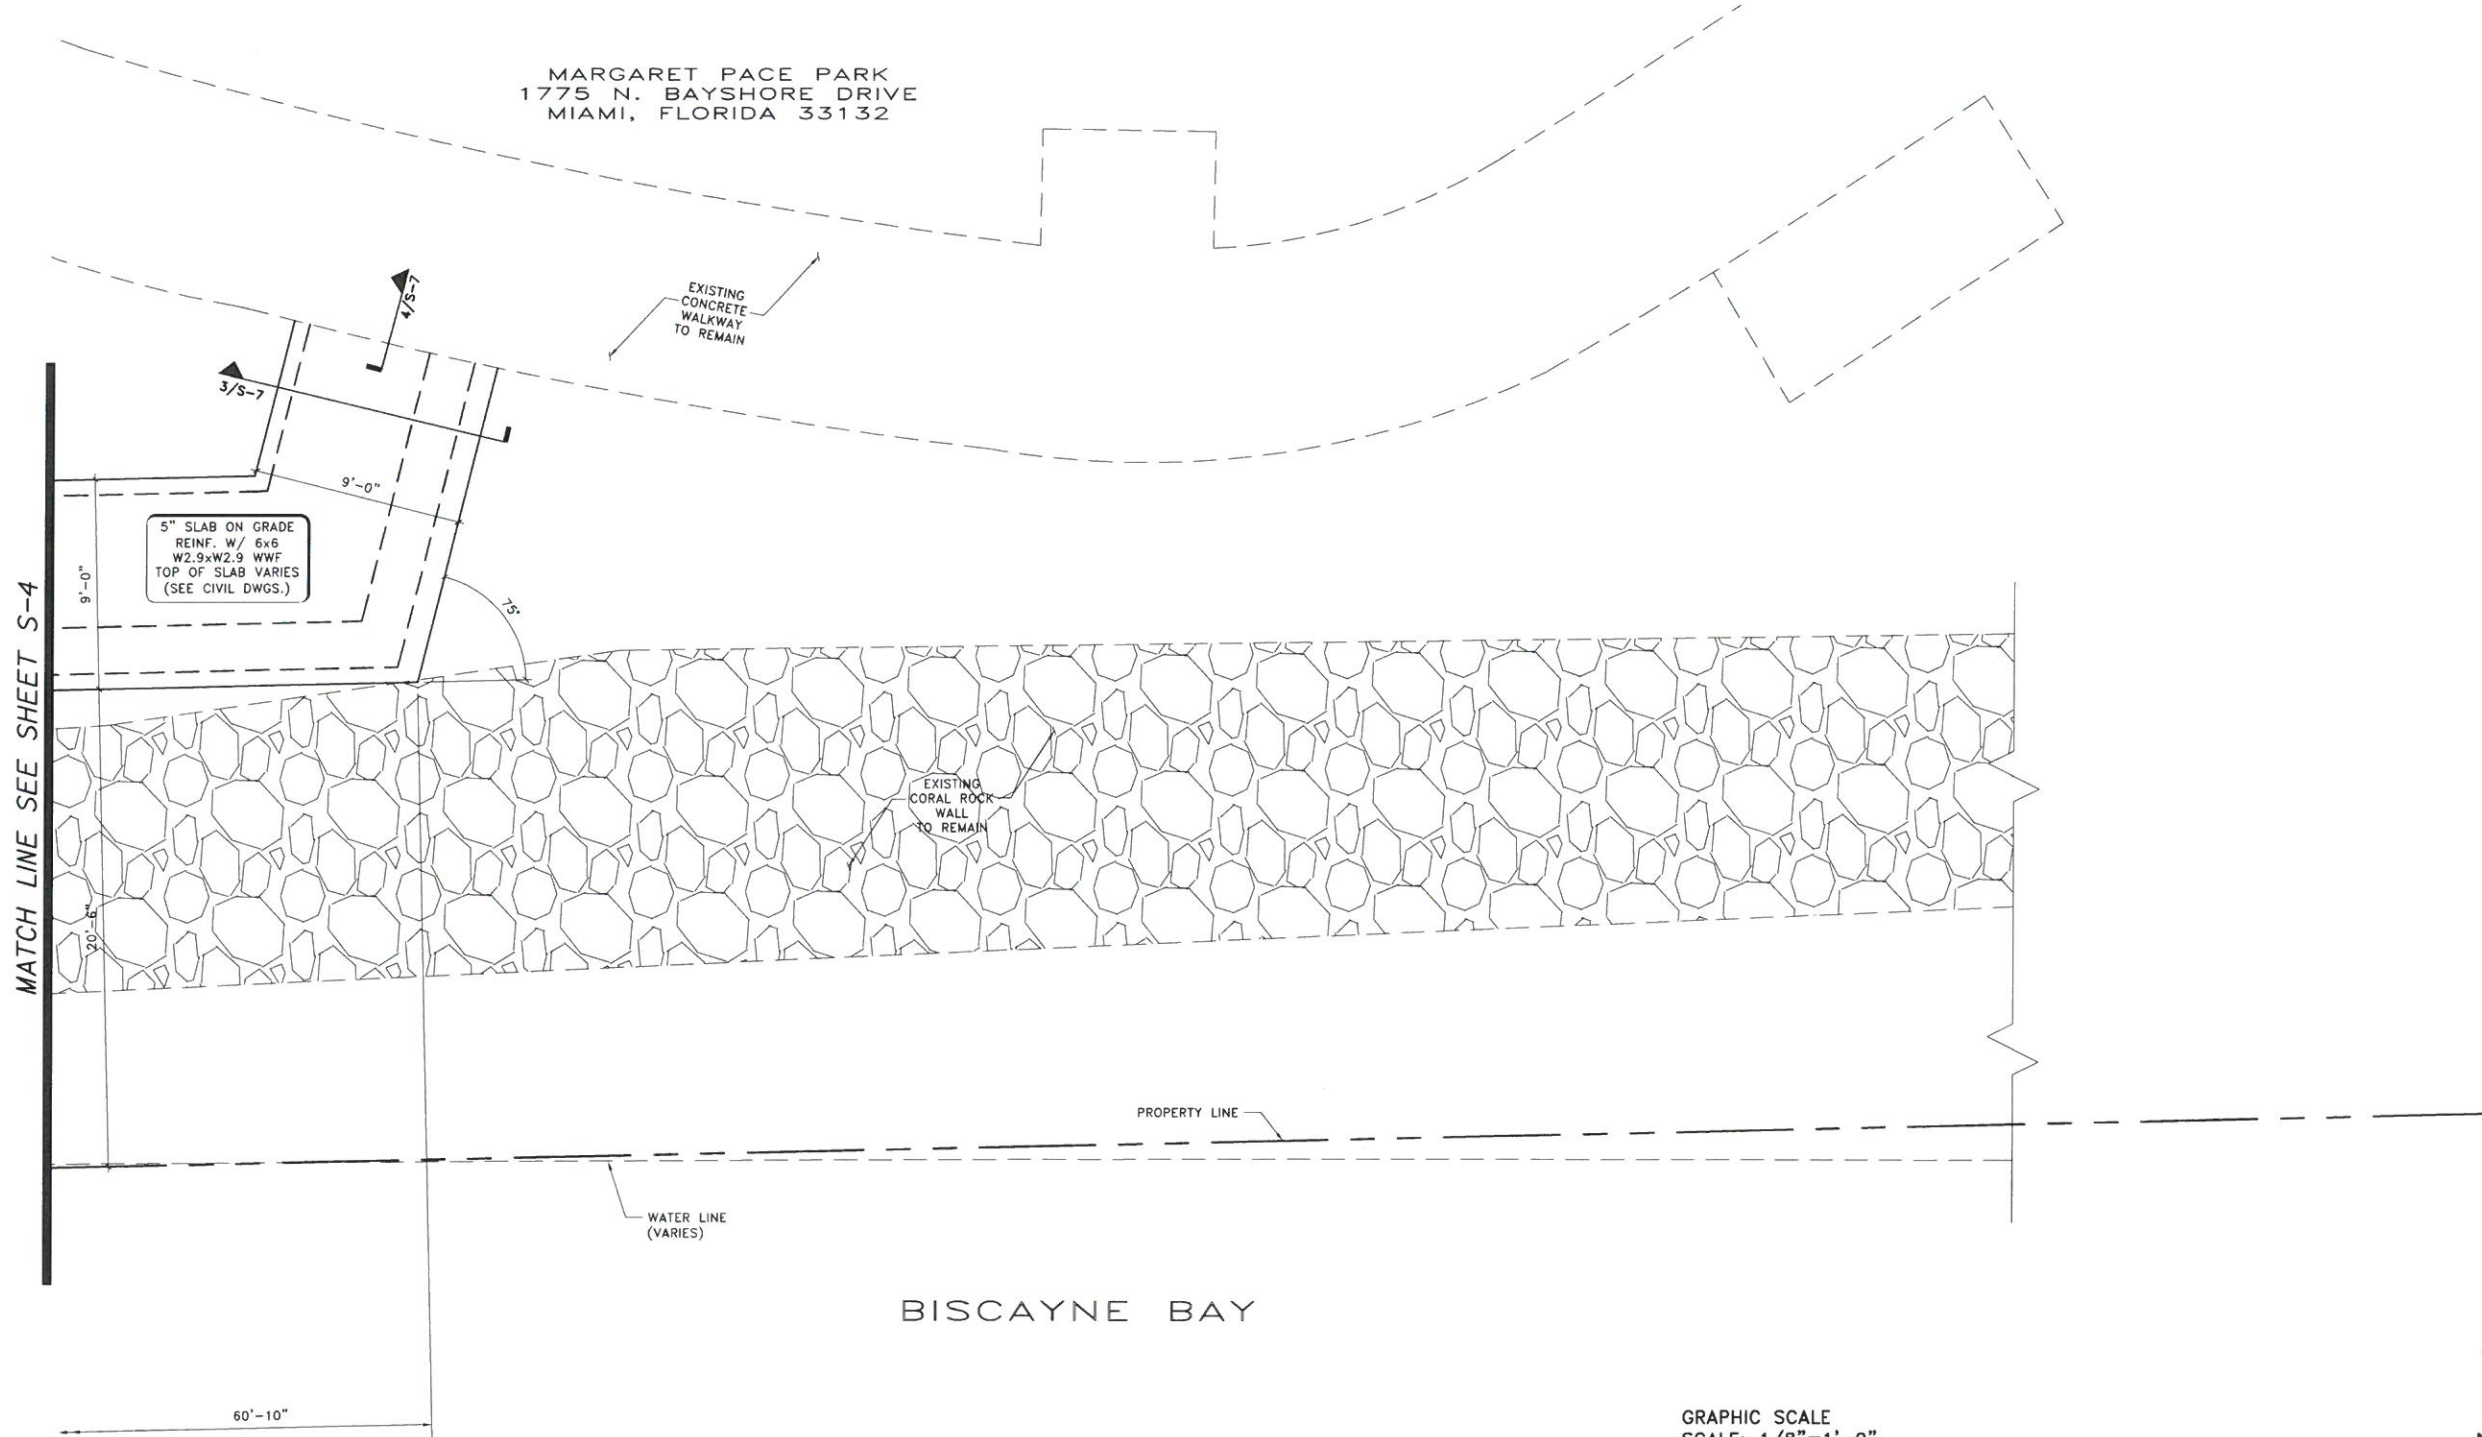 MARGARET PACE PARK
1775 N. BAYSHORE DRIVE
MIAMI, FLORIDA 33132
4/S-7
EXISTING
CONCRETE
WALKWAY
TO REMAIN
3/S-7
9'-0"
5" SLAB ON GRADE
REINF. W/ 6x6
W2.9xW2.9 WWF
TOP OF SLAB VARIES
(SEE CIVIL DWGS.)
9'-0"
75°
MATCH LINE SEE SHEET S-4
EXISTING
CORAL ROCK
WALL
TO REMAIN
20'-6"
PROPERTY LINE
WATER LINE
(VARIES)
BISCAYNE BAY
60'-10"
GRAPHIC SCALE